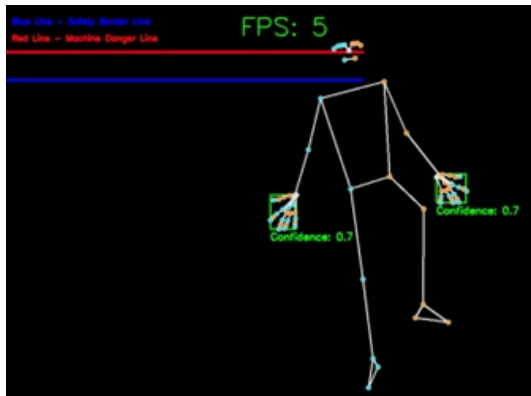 Blue Line - Safety Border Line
FPS: 5
Red Line - Machine Danger Line
Confidence: 0.7
Confidence: 0.7